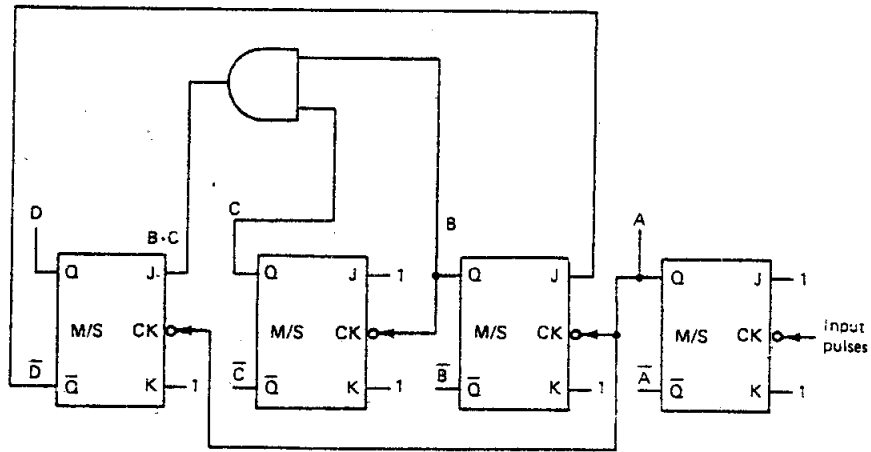 A
B
C
D
B·C
Q J Q J 1 Q J Q J 1
M/S CK M/S CK M/S CK M/S CK Input
pulses
D̅ Q̅ K 1 C̅ Q̅ K 1 B̅ Q̅ K 1 A̅ Q̅ K 1